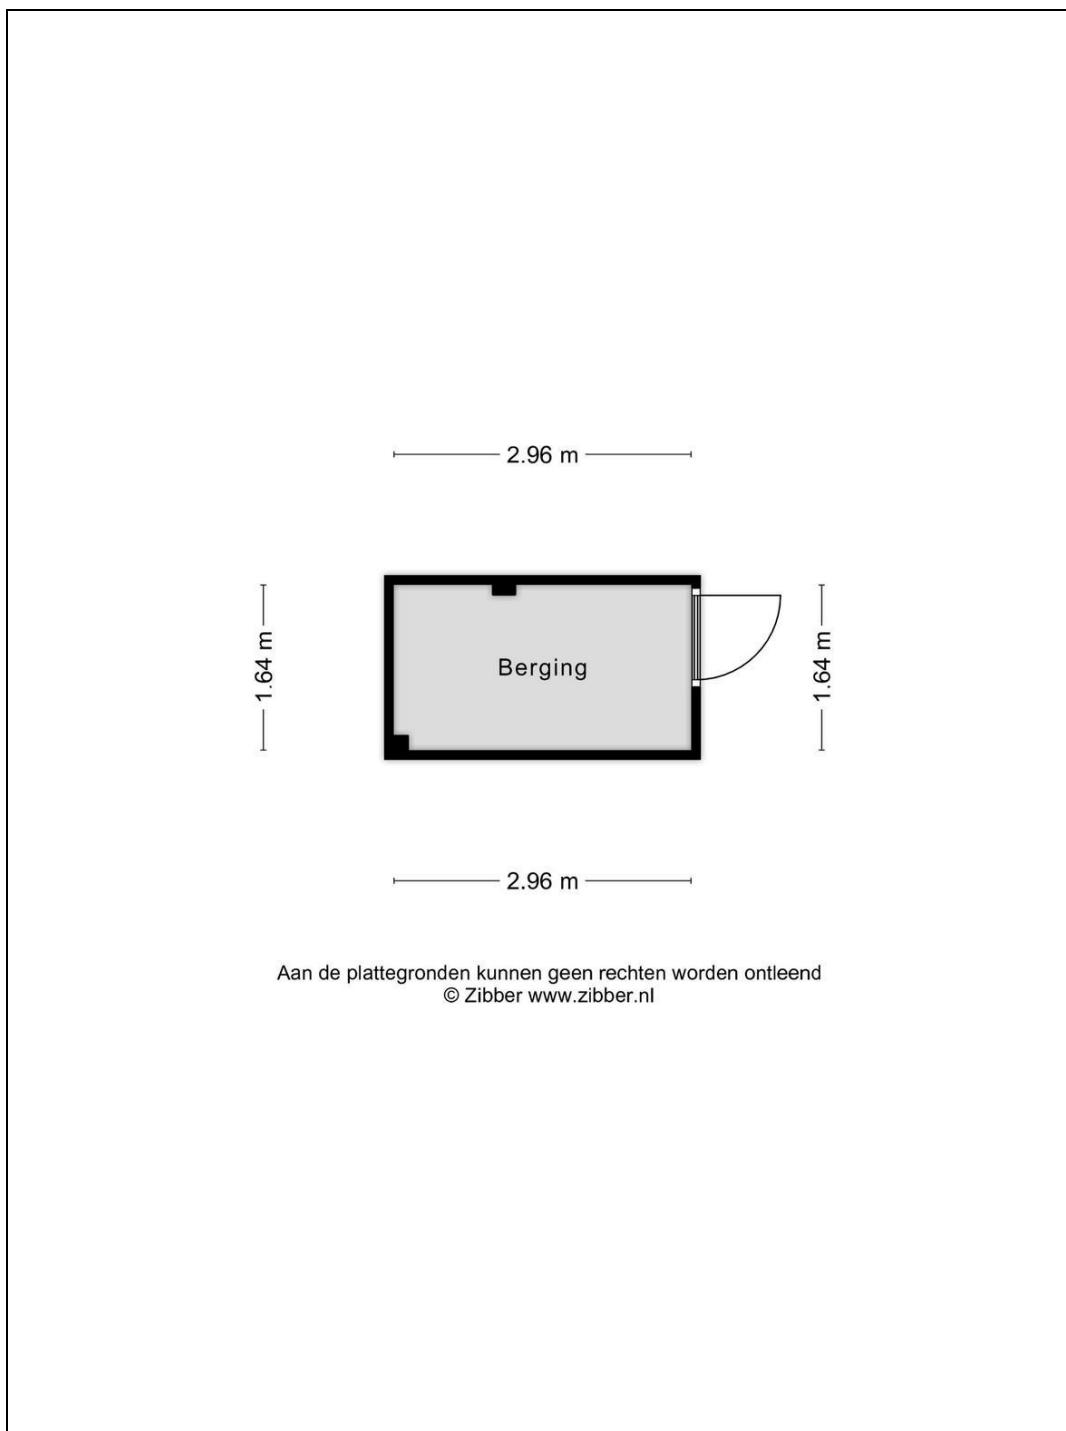 2.96 m
1.64 m
Berging
1.64 m
2.96 m
Aan de plattegronden kunnen geen rechten worden ontleend
© Zibber www.zibber.nl